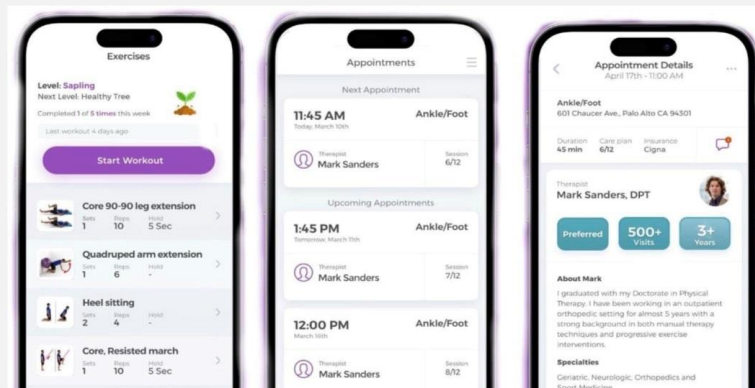 Exercises
Level: Sapling
Next Level: Healthy Tree
Completed 1 of 5 times this week
Last workout 4 days ago
Start Workout
Core 90-90 leg extension
Sets Reps Hold
1 10 5 Sec
Quadruped arm extension
Sets Reps Hold
1 6 -
Heel sitting
Sets Reps Hold
2 4 -
Core, Resisted march
Sets Reps Hold
1 10 5 Sec
Appointments
Next Appointment
11:45 AM Ankle/Foot
Today, March 10th
Therapist Session
Mark Sanders 6/12
Upcoming Appointments
1:45 PM Ankle/Foot
Tomorrow, March 11th
Therapist Session
Mark Sanders 7/12
12:00 PM Ankle/Foot
March 16th
Therapist Session
Mark Sanders 8/12
Appointment Details
April 17th - 11:00 AM
Ankle/Foot
601 Chaucer Ave., Palo Alto CA 94301
Duration Care plan Insurance
45 min 6/12 Cigna
Therapist
Mark Sanders, DPT
Preferred
500+
Visits
3+
Years
About Mark
I graduated with my Doctorate in Physical
Therapy. I have been working in an outpatient
orthopedic setting for almost 5 years with a
strong background in both manual therapy
techniques and progressive exercise
interventions.
Specialties
Geriatric, Neurologic, Orthopedics and
Sport Medicine